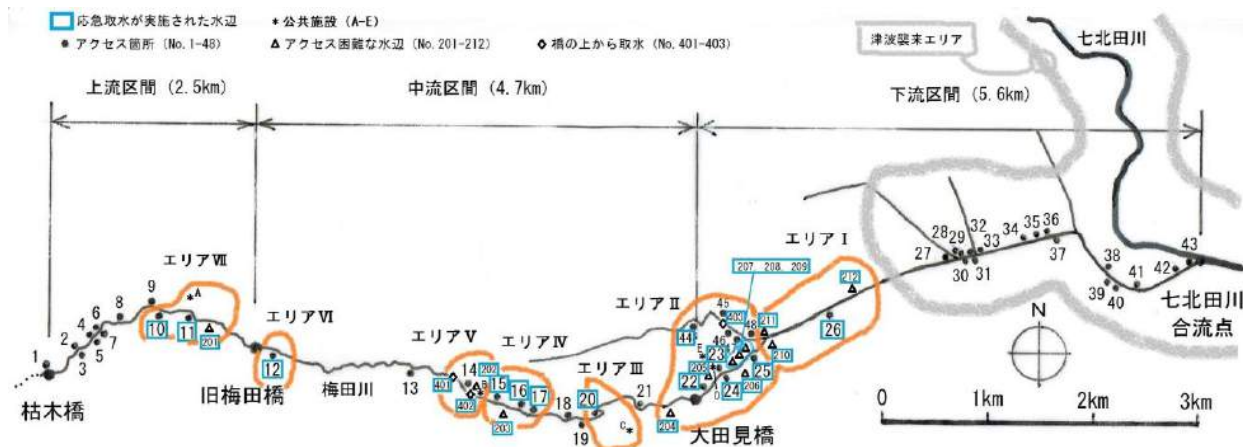 応急取水が実施された水辺 * 公共施設 (A-E)
● アクセス箇所 (No.1-48) △ アクセス困難な水辺 (No.201-212) ◇ 橋の上から取水 (No.401-403)
津波襲来エリア
七北田川
上流区間 (2.5km)
中流区間 (4.7km)
下流区間 (5.6km)
エリアⅦ
エリアⅥ
エリアⅤ
エリアⅣ
エリアⅢ
エリアⅡ
エリアⅠ
207、208、209
1 2 3 4 5 6 7 8 9
10 11 201 *A
12
13
401 402 14 202 B 15 203 16 17
18 19 20 C* 21
204
44 45 403 46 48 E 23 205 22 D 24 206 25
211 210 26 212
27 28 29 30 31 32 33 34 35 36 37
38 39 40 41 42 43
枯木橋
旧梅田橋
梅田川
大田見橋
七北田川
合流点
N
0 1km 2km 3km